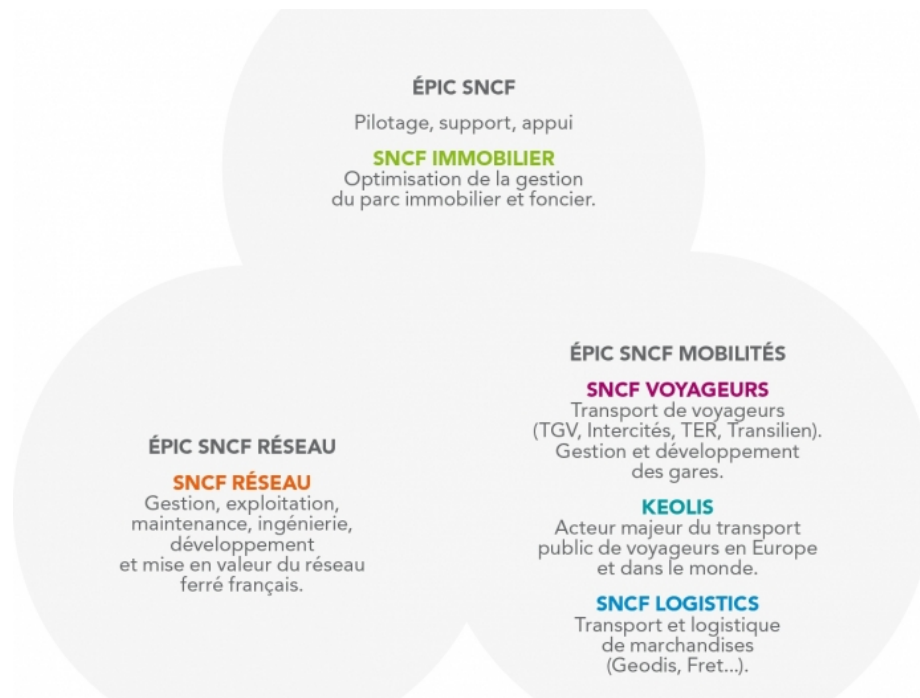 ÉPIC SNCF
Pilotage, support, appui
SNCF IMMOBILIER
Optimisation de la gestion
du parc immobilier et foncier.
ÉPIC SNCF RÉSEAU
SNCF RÉSEAU
Gestion, exploitation,
maintenance, ingénierie,
développement
et mise en valeur du réseau
ferré français.
ÉPIC SNCF MOBILITÉS
SNCF VOYAGEURS
Transport de voyageurs
(TGV, Intercités, TER, Transilien).
Gestion et développement
des gares.
KEOLIS
Acteur majeur du transport
public de voyageurs en Europe
et dans le monde.
SNCF LOGISTICS
Transport et logistique
de marchandises
(Geodis, Fret...).